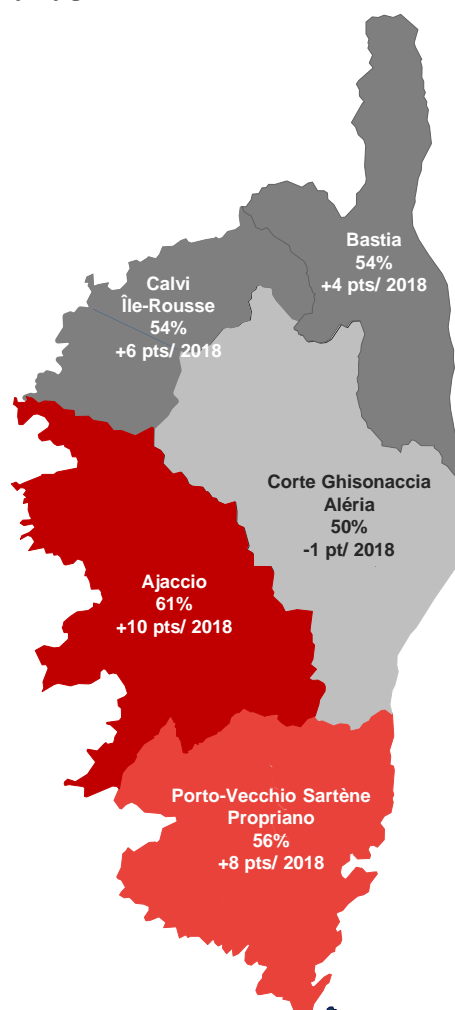 Bastia
54%
+4 pts/ 2018
Calvi
Île-Rousse
54%
+6 pts/ 2018
Corte Ghisonaccia
Aléria
50%
-1 pt/ 2018
Ajaccio
61%
+10 pts/ 2018
Porto-Vecchio Sartène
Propriano
56%
+8 pts/ 2018